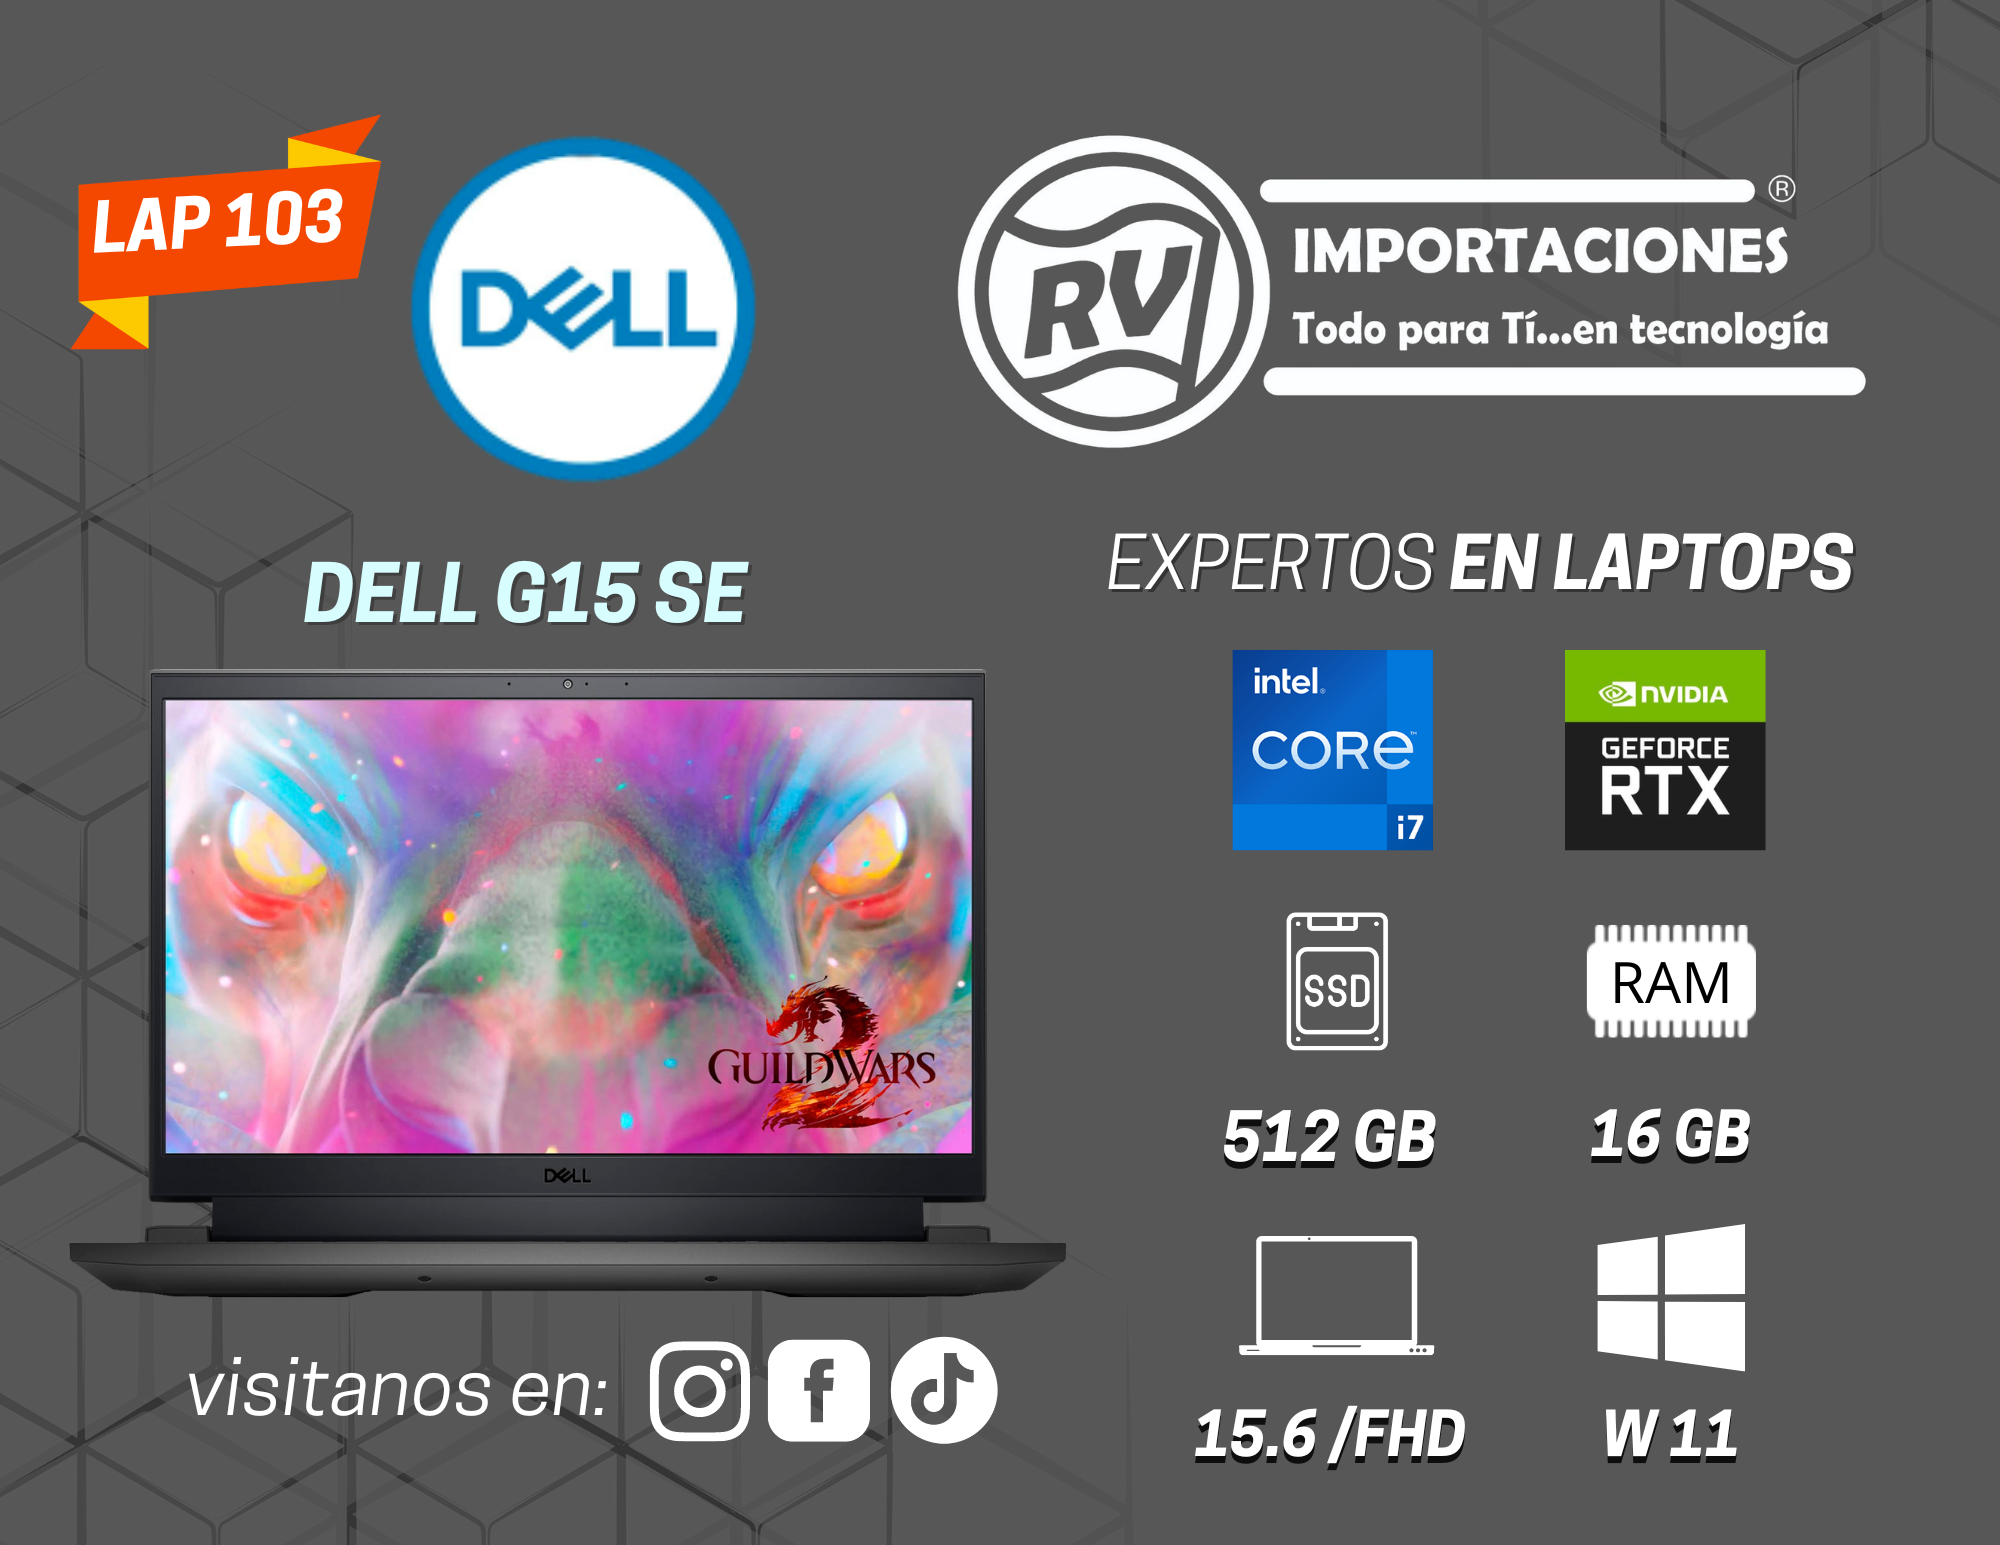 LAP 103
DELL
RV
®
IMPORTACIONES
Todo para Tí...en tecnología
DELL G15 SE
EXPERTOS EN LAPTOPS
intel.
CORE™
i7
NVIDIA
GEFORCE
RTX
SSD
RAM
512 GB
16 GB
GUILD WARS
2
DELL
15.6 /FHD
W 11
visitanos en: